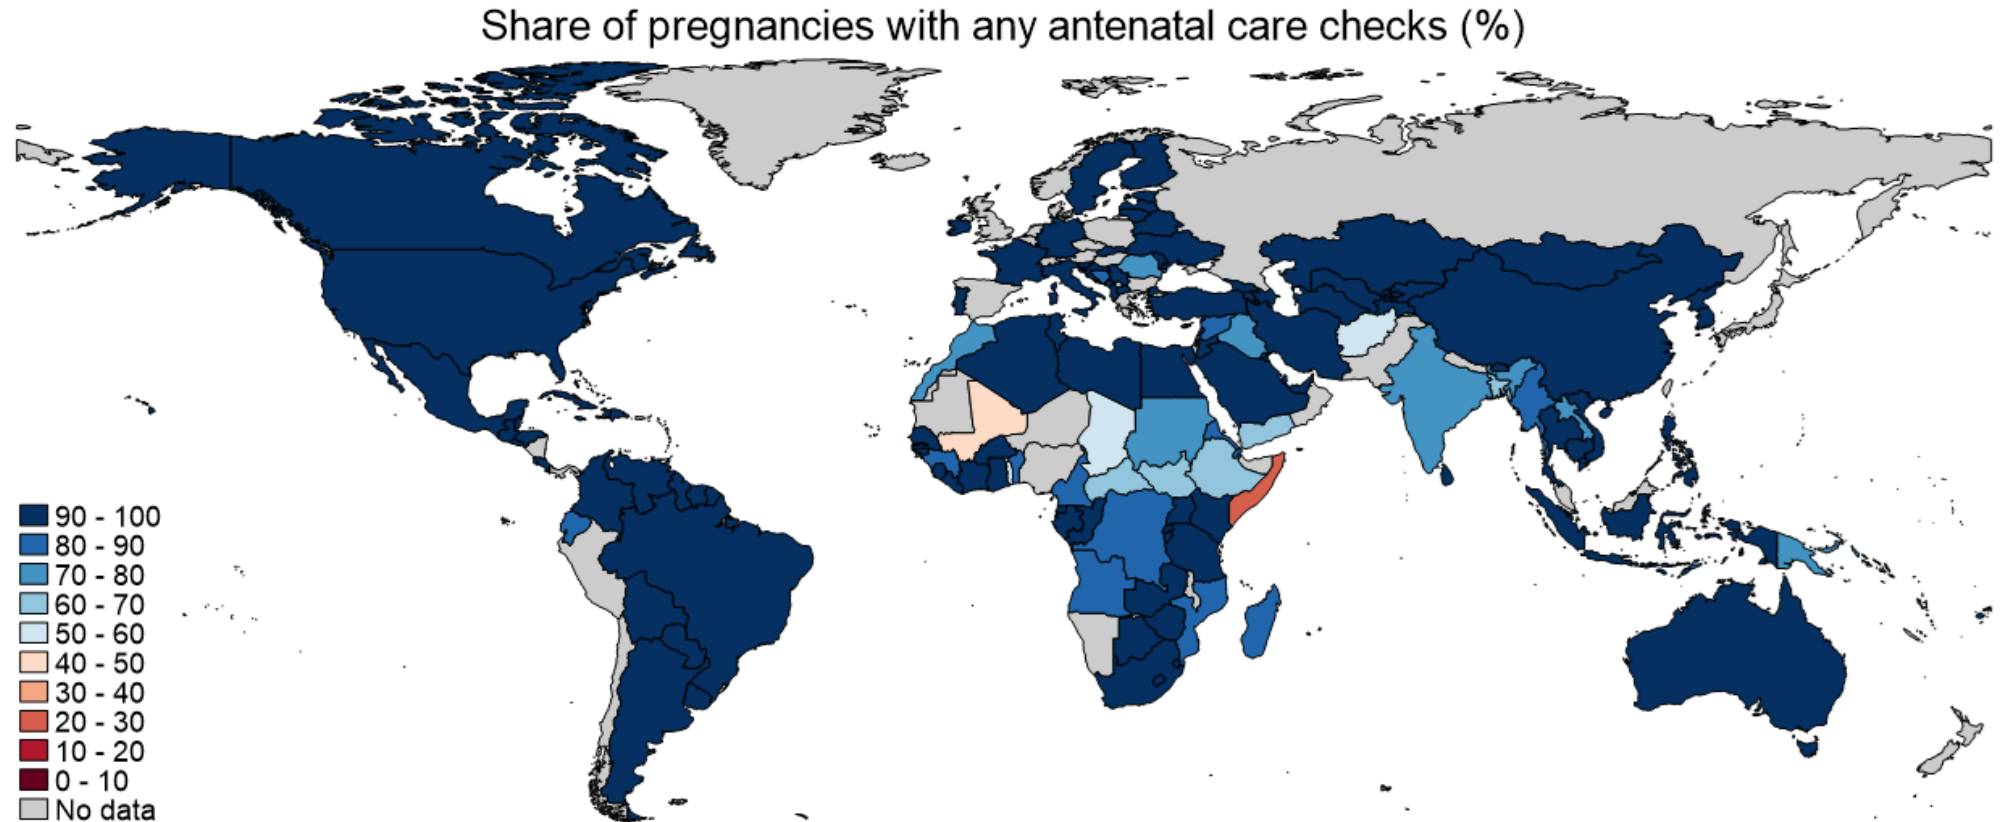 Share of pregnancies with any antenatal care checks (%)
90 - 100
80 - 90
70 - 80
60 - 70
50 - 60
40 - 50
30 - 40
20 - 30
10 - 20
0 - 10
No data